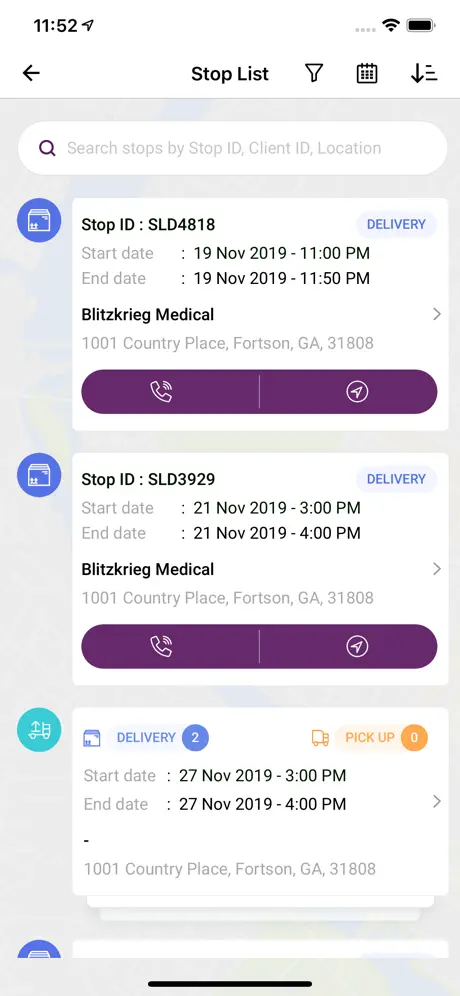 11:52
Stop List
Search stops by Stop ID, Client ID, Location
Stop ID : SLD4818 DELIVERY
Start date : 19 Nov 2019 - 11:00 PM
End date : 19 Nov 2019 - 11:50 PM
Blitzkrieg Medical
1001 Country Place, Fortson, GA, 31808
Stop ID : SLD3929 DELIVERY
Start date : 21 Nov 2019 - 3:00 PM
End date : 21 Nov 2019 - 4:00 PM
Blitzkrieg Medical
1001 Country Place, Fortson, GA, 31808
DELIVERY 2 PICK UP 0
Start date : 27 Nov 2019 - 3:00 PM
End date : 27 Nov 2019 - 4:00 PM
-
1001 Country Place, Fortson, GA, 31808